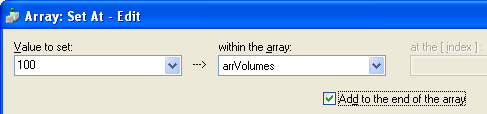 Array: Set At - Edit
Value to set: within the array: at the [ index ] :
100 ---> arrVolumes
Add to the end of the array